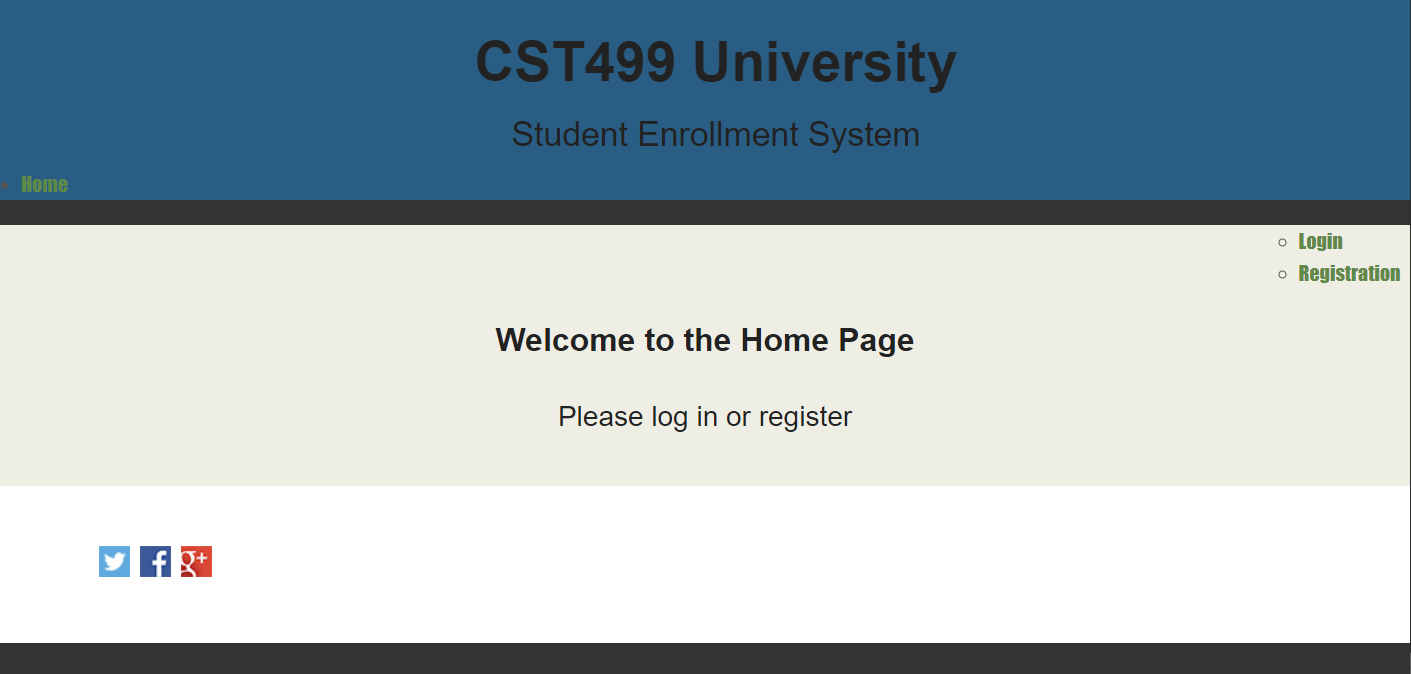 CST499 University
Student Enrollment System
Home
Login
Registration
Welcome to the Home Page
Please log in or register
g+